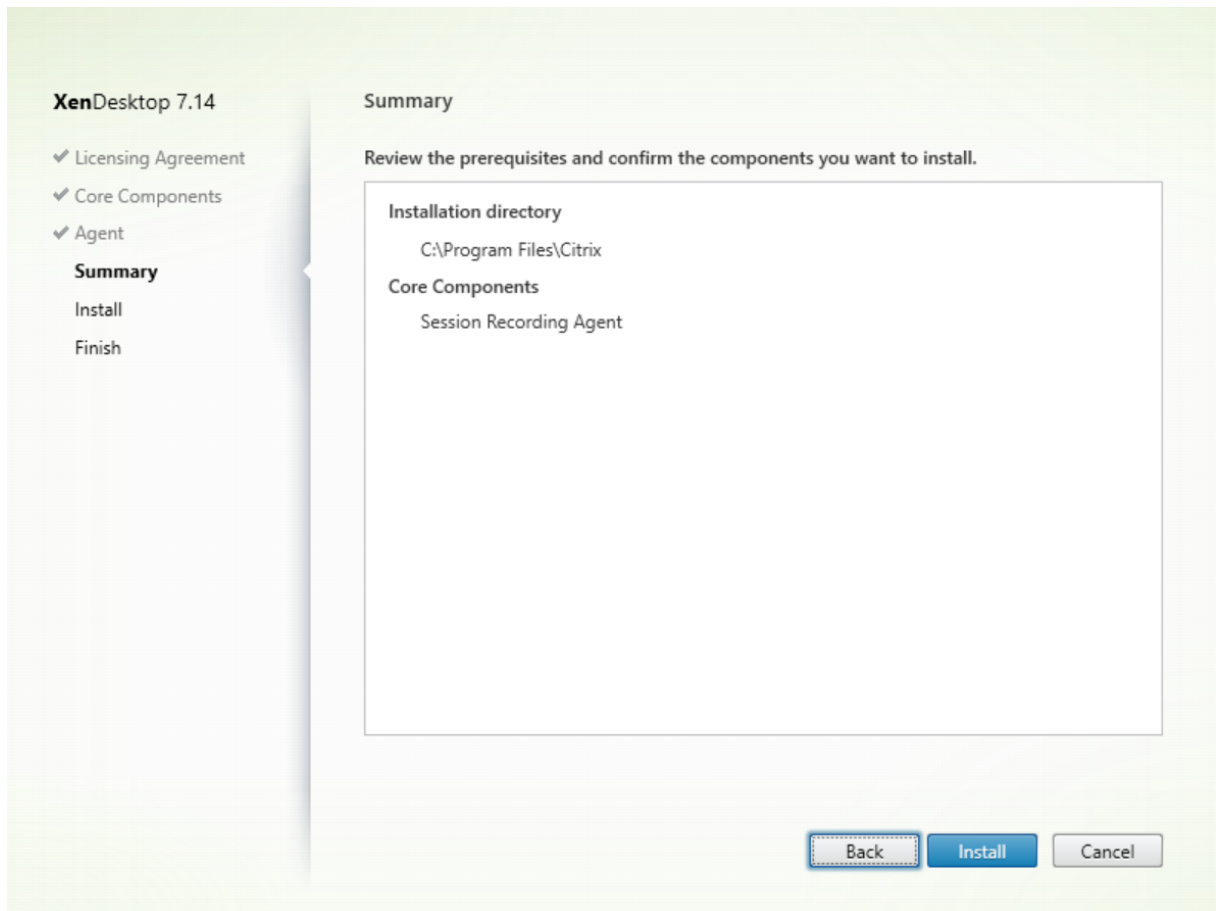 XenDesktop 7.14
Licensing Agreement
Core Components
Agent
Summary
Install
Finish
Summary
Review the prerequisites and confirm the components you want to install.
Installation directory
C:\Program Files\Citrix
Core Components
Session Recording Agent
Back
Install
Cancel